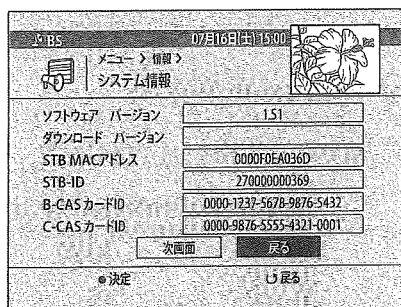 BS 07月16日(土) 15:00
メニュー > 情報 >
システム情報
ソフトウェア バージョン 1.51
ダウンロード バージョン
STB MACアドレス 0000F0EA036D
STB-ID 270000000369
B-CASカードID 0000-1237-5678-9876-5432
C-CASカードID 0000-9876-5555-4321-0001
次画面 戻る
●決定 戻る